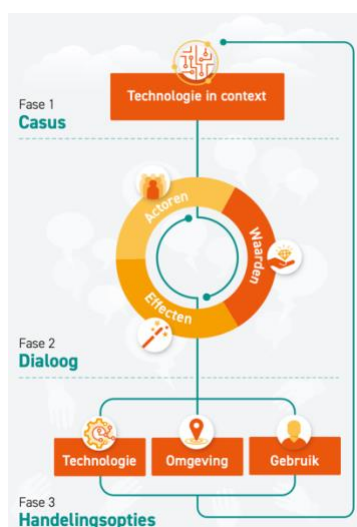 Technologie in context
Fase 1
Casus
Actoren
Waarden
Effecten
Fase 2
Dialoog
Technologie
Omgeving
Gebruik
Fase 3
Handelingsopties